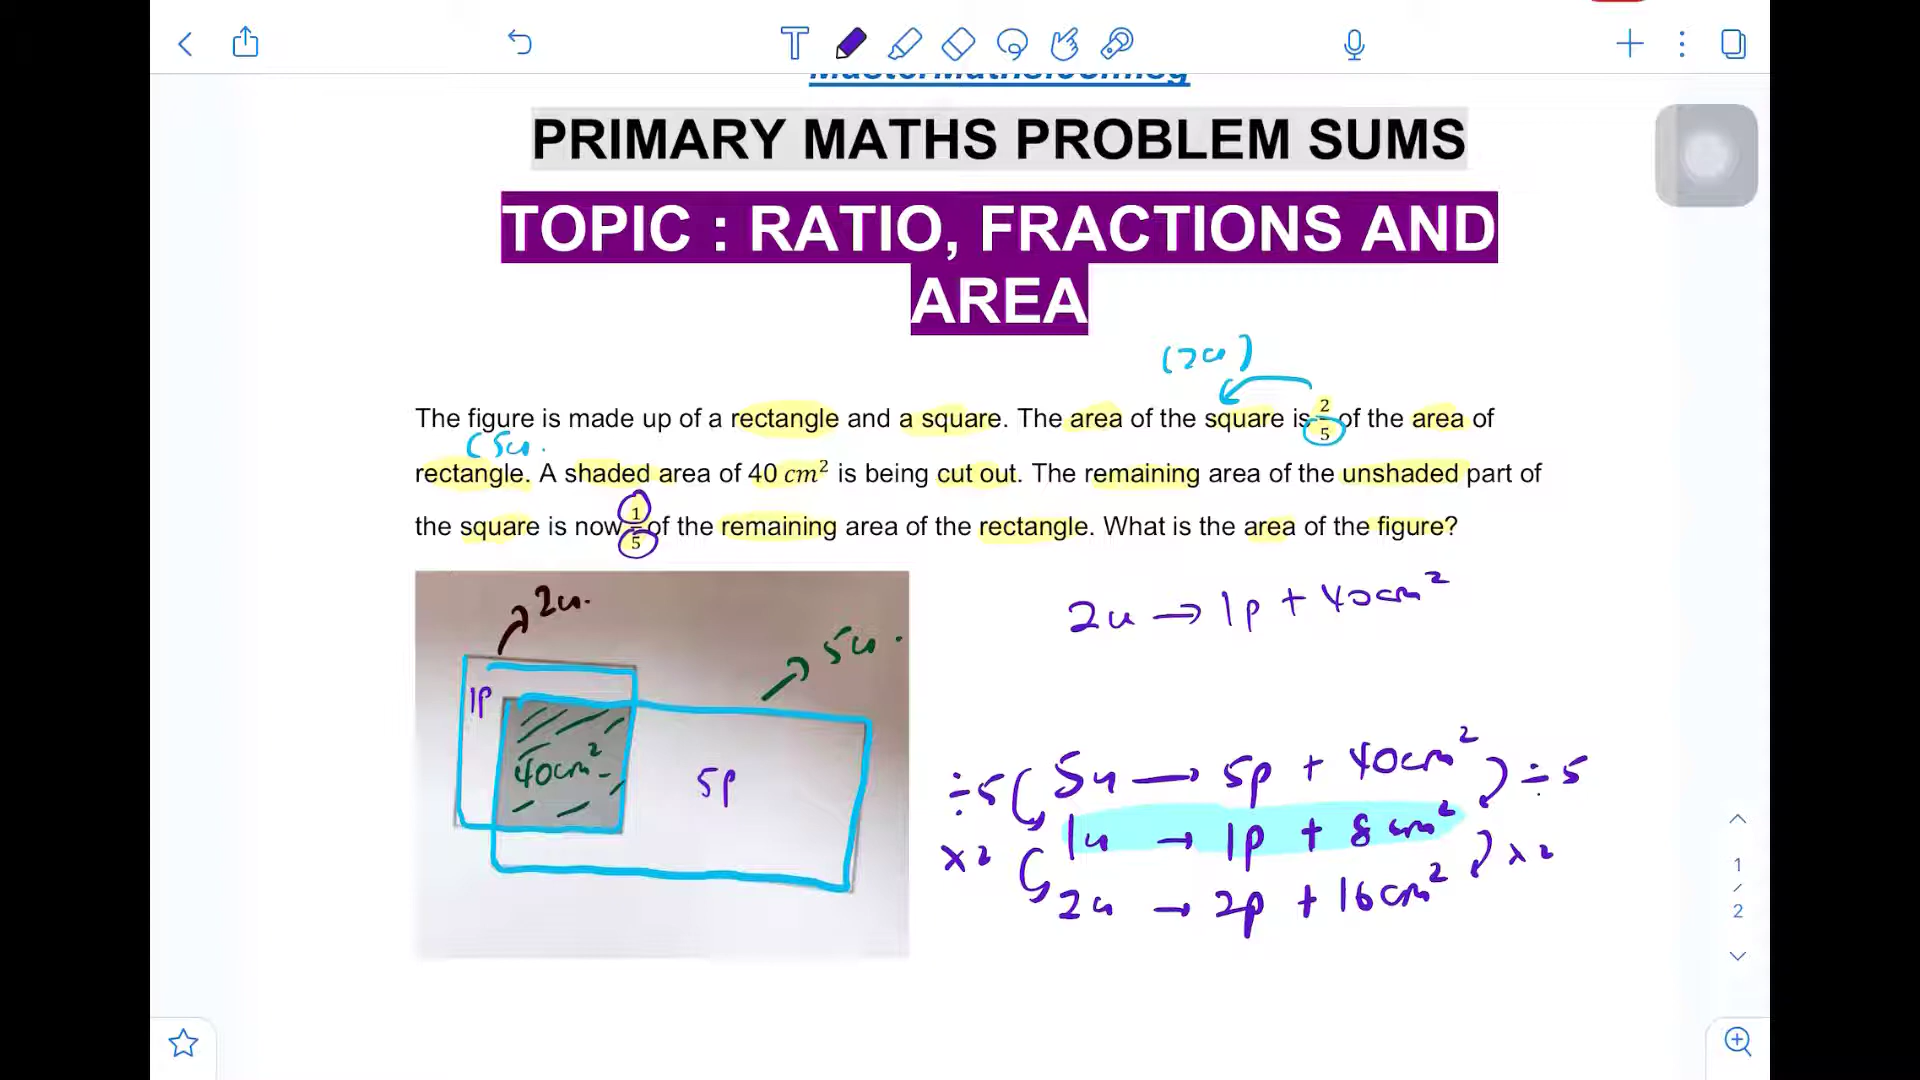 PRIMARY MATHS PROBLEM SUMS
TOPIC : RATIO, FRACTIONS AND
AREA
(2u)
The figure is made up of a rectangle and a square. The area of the square is 2/5 of the area of
(5u.
rectangle. A shaded area of 40 cm² is being cut out. The remaining area of the unshaded part of
the square is now 1/5 of the remaining area of the rectangle. What is the area of the figure?
2u.
5u.
1p
40cm²
5p
2u → 1p + 40cm²
÷5 5u → 5p + 40cm² ÷5
1u → 1p + 8cm²
x2 x2
2u → 2p + 16cm²
1
/
2